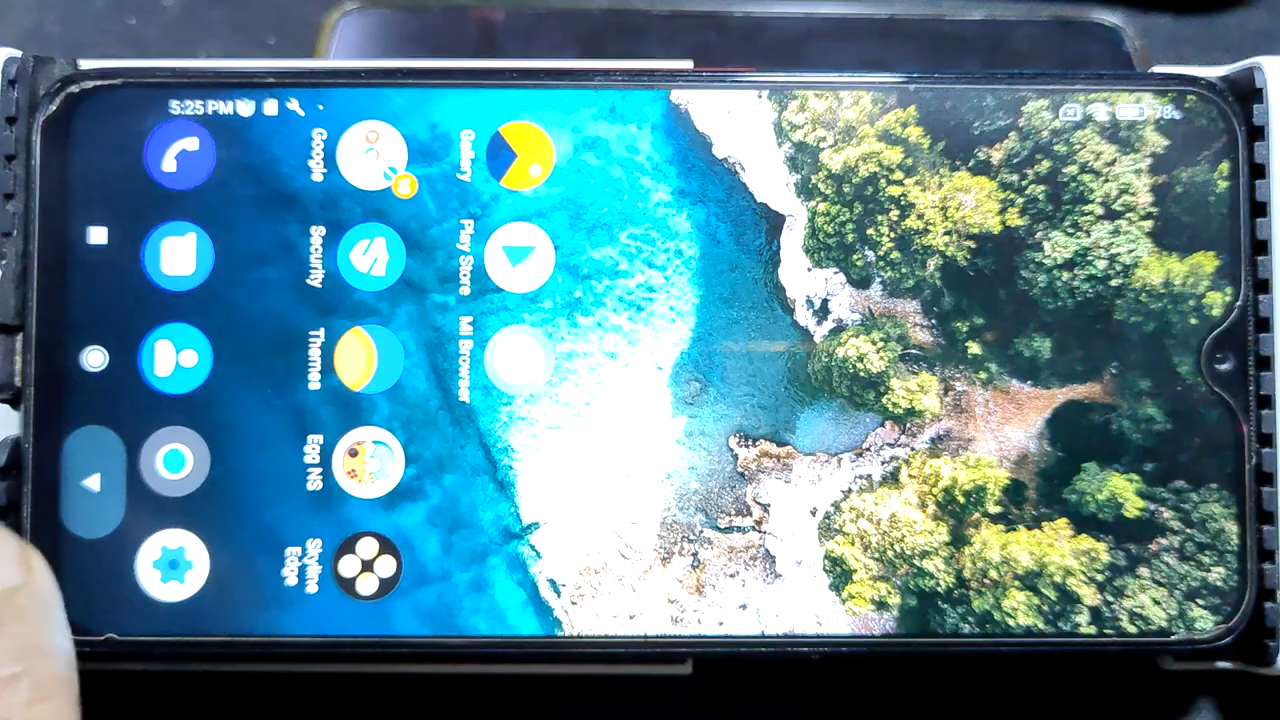 5:25 PM
78%
Gallery
Play Store
Mi Browser
Google
Security
Themes
Egg NS
Skyline
Edge